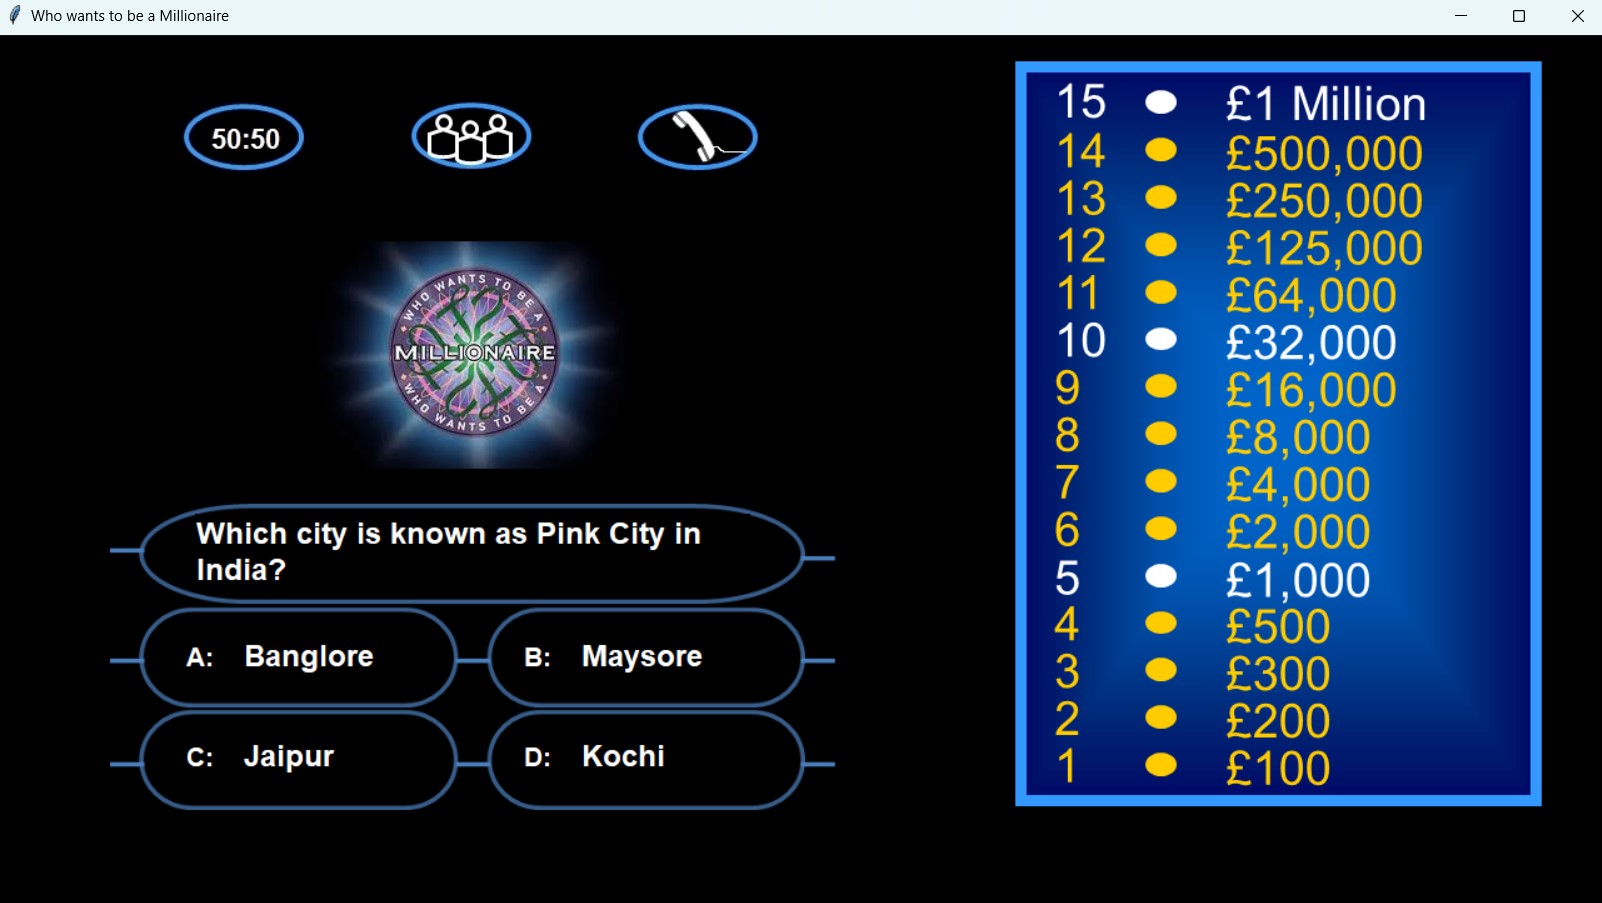 Who wants to be a Millionaire
50:50
WHO WANTS TO BE A
MILLIONAIRE
WHO WANTS TO BE A
Which city is known as Pink City in
India?
A: Banglore
B: Maysore
C: Jaipur
D: Kochi
15 £1 Million
14 £500,000
13 £250,000
12 £125,000
11 £64,000
10 £32,000
9 £16,000
8 £8,000
7 £4,000
6 £2,000
5 £1,000
4 £500
3 £300
2 £200
1 £100